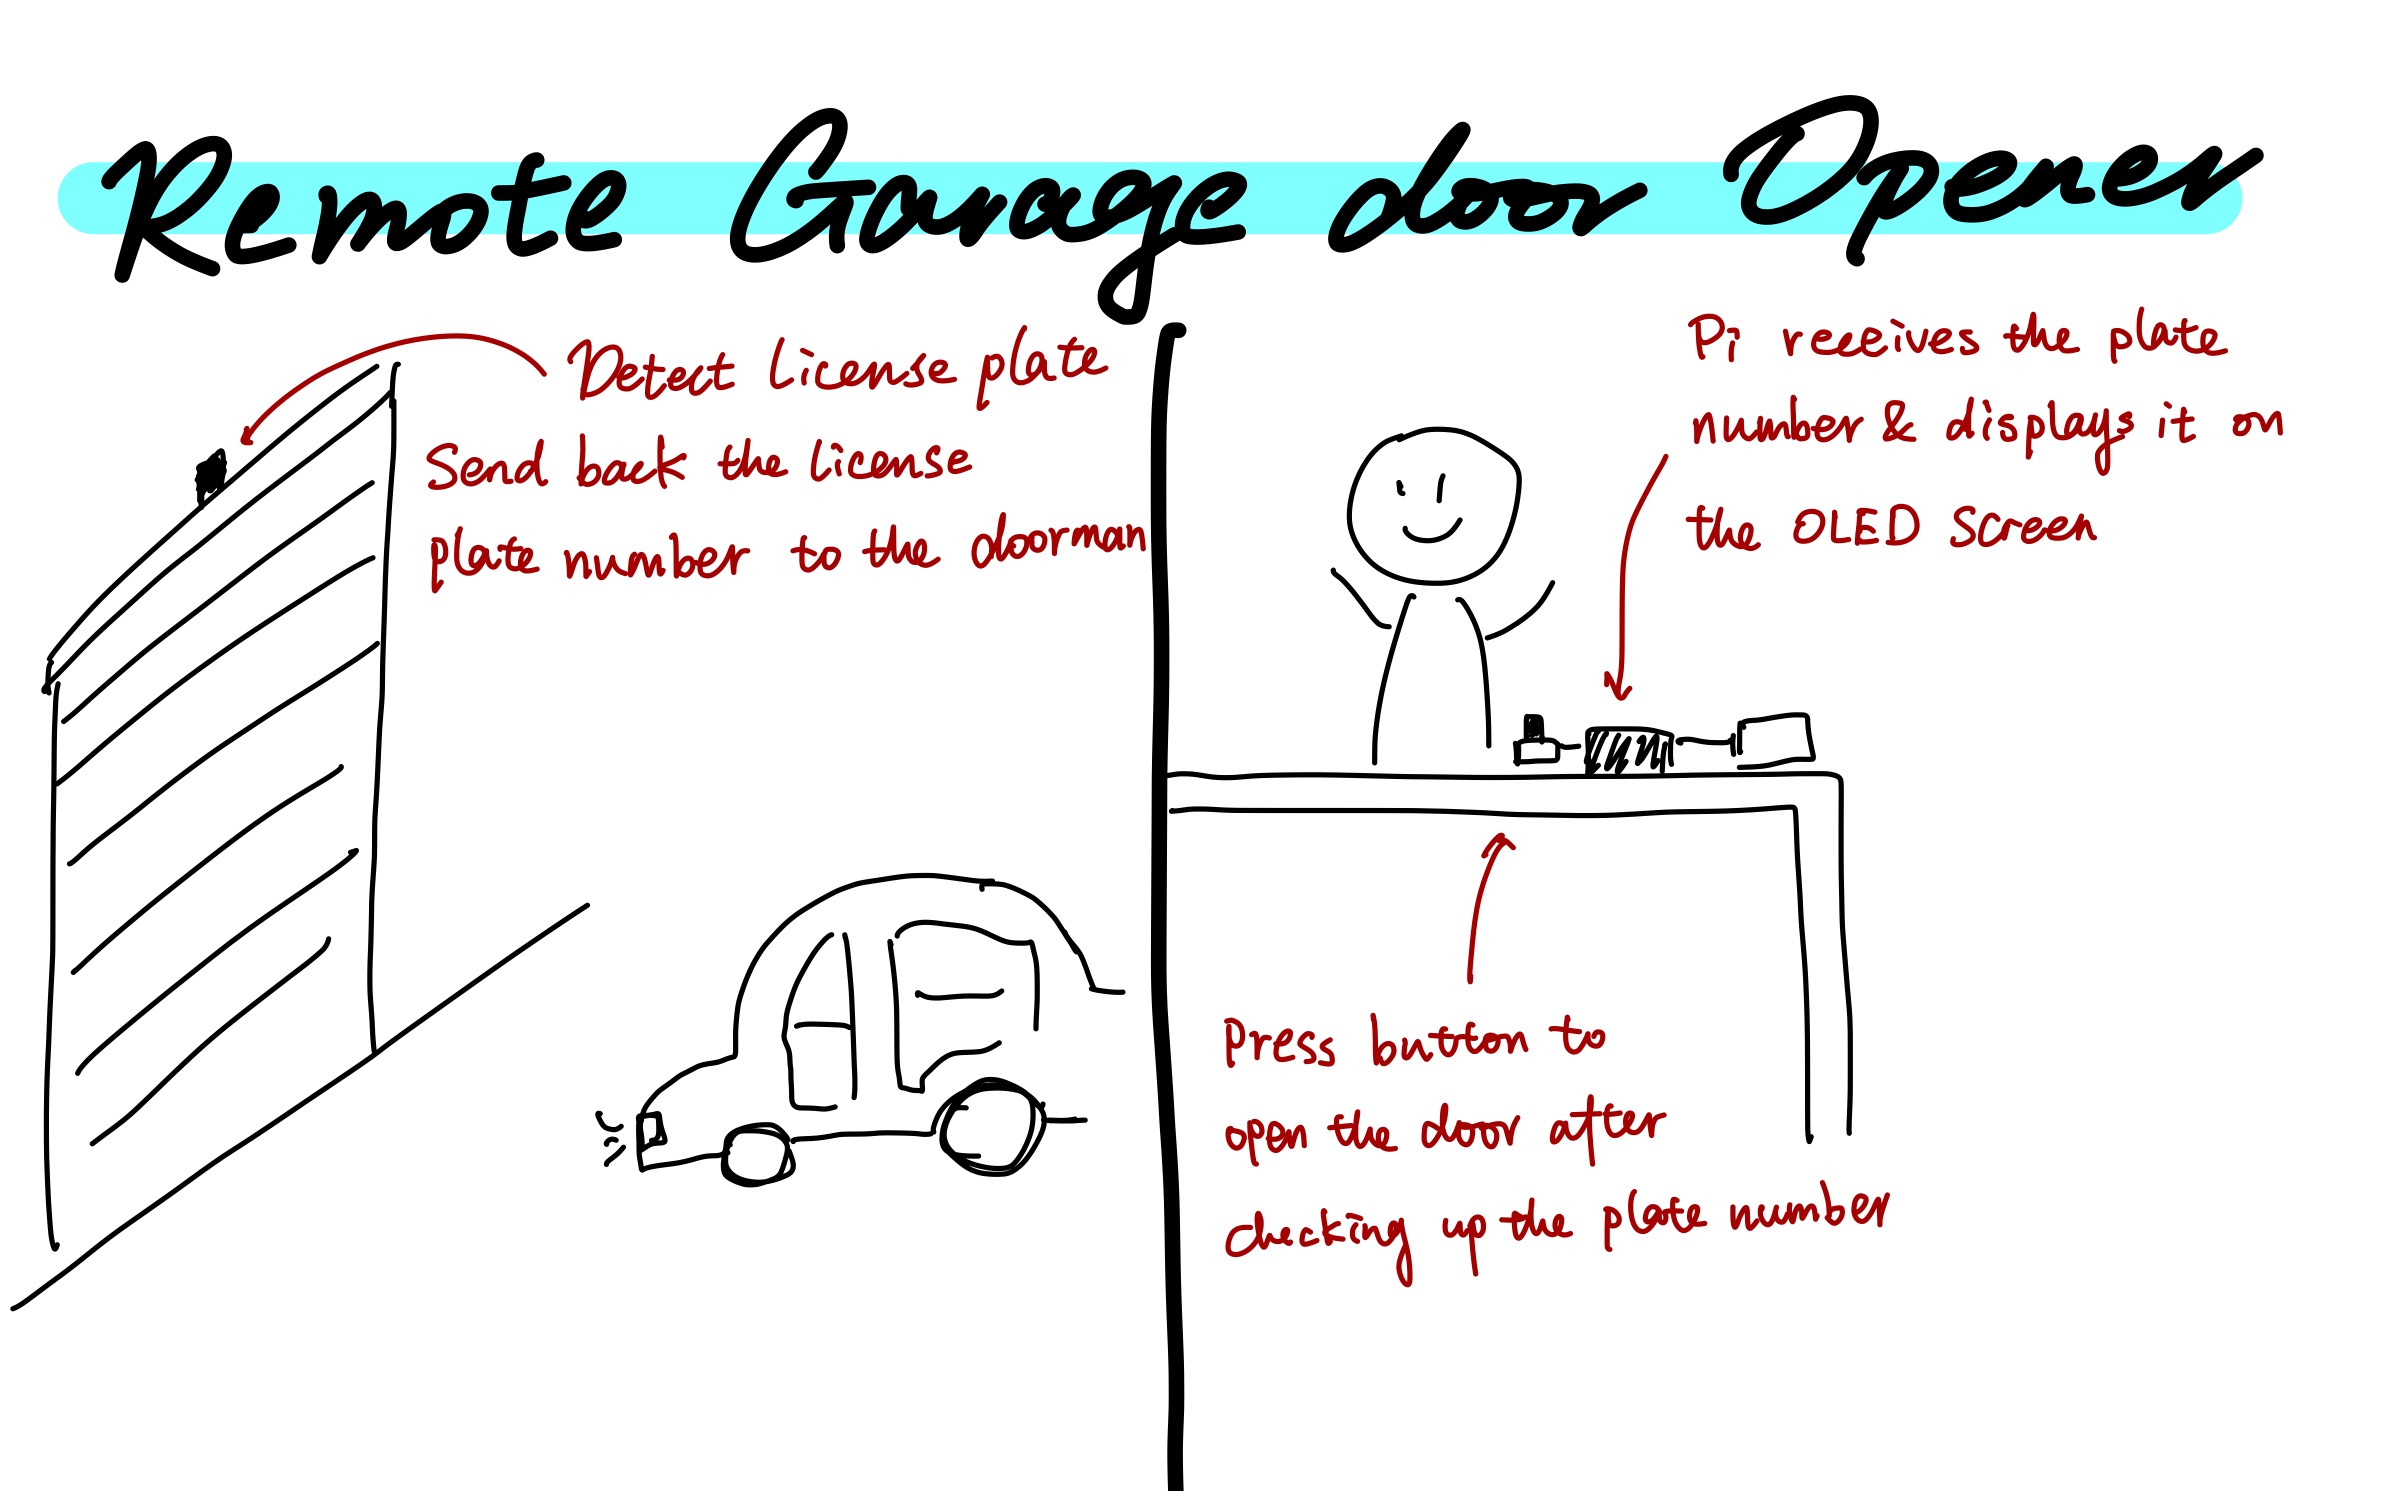 Remote Garage door Opener
Detect license plate
Send back the license
plate number to the doorman
Pi receives the plate
number & displays it on
the OLED screen
press button to
open the door after
checking up the plate number